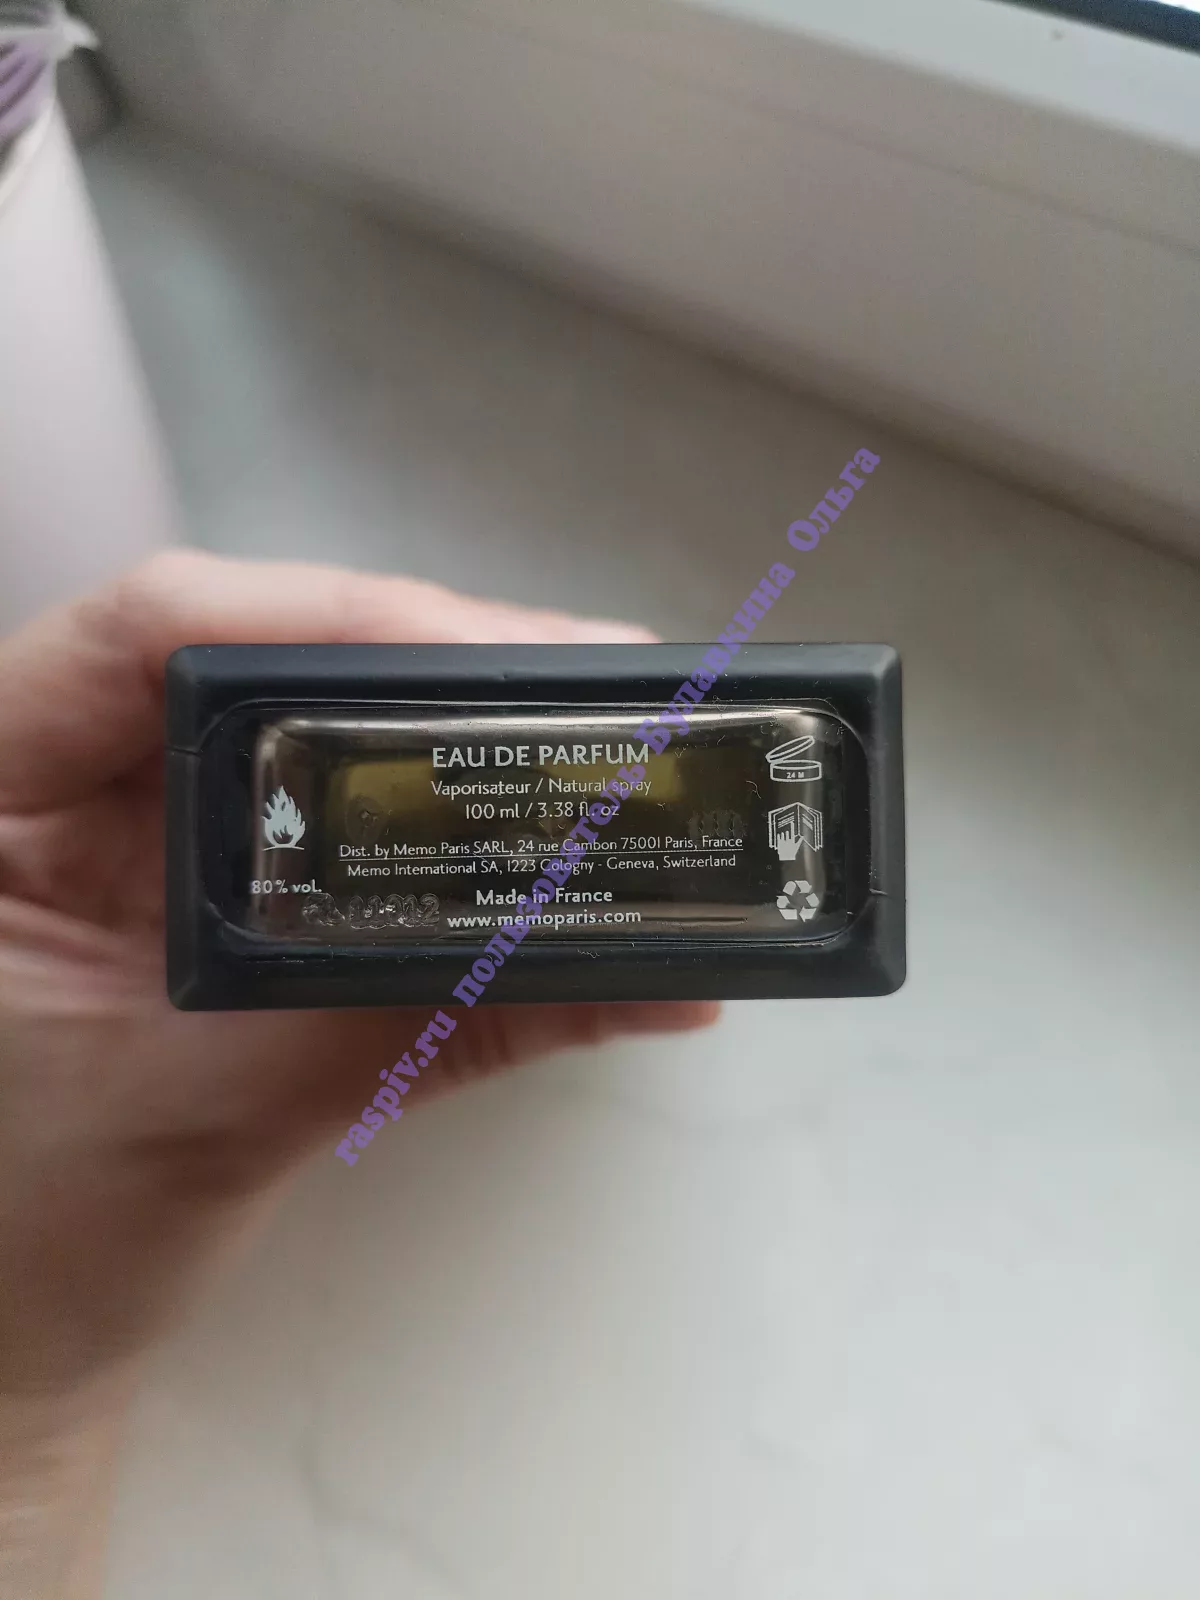 EAU DE PARFUM
Vaporisateur / Natural spray
100 ml / 3.38 fl. oz
Dist. by Memo Paris SARL, 24 rue Cambon 75001 Paris, France
Memo International SA, 1223 Cologny - Geneva, Switzerland
80% vol.
Made in France
www.memoparis.com
24 M
raspiv.ru пользователь Булавкина Ольга